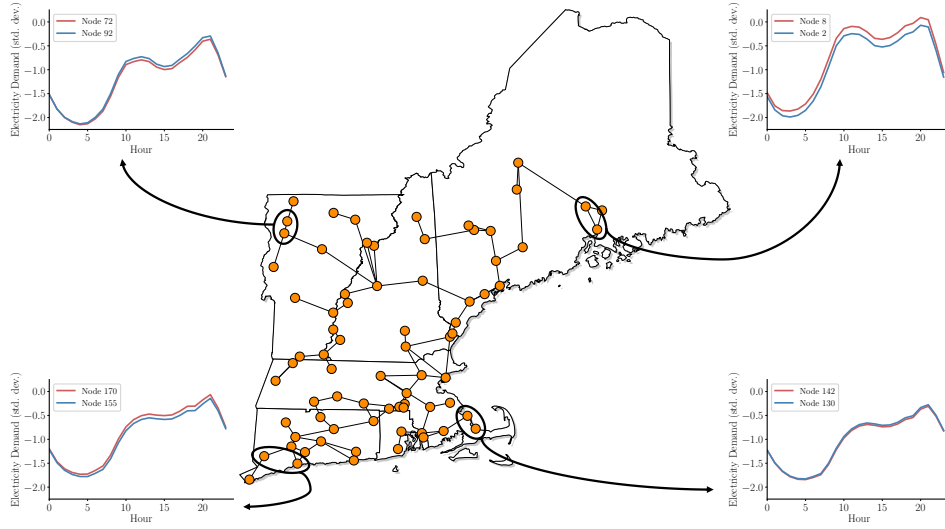 Electricity Demand (std. dev.)
0.0
−0.5
−1.0
−1.5
−2.0
Node 72
Node 92
0 5 10 15 20
Hour
Electricity Demand (std. dev.)
0.0
−0.5
−1.0
−1.5
−2.0
Node 8
Node 2
0 5 10 15 20
Hour
Electricity Demand (std. dev.)
0.0
−0.5
−1.0
−1.5
−2.0
Node 170
Node 155
0 5 10 15 20
Hour
Electricity Demand (std. dev.)
0.0
−0.5
−1.0
−1.5
−2.0
Node 142
Node 130
0 5 10 15 20
Hour